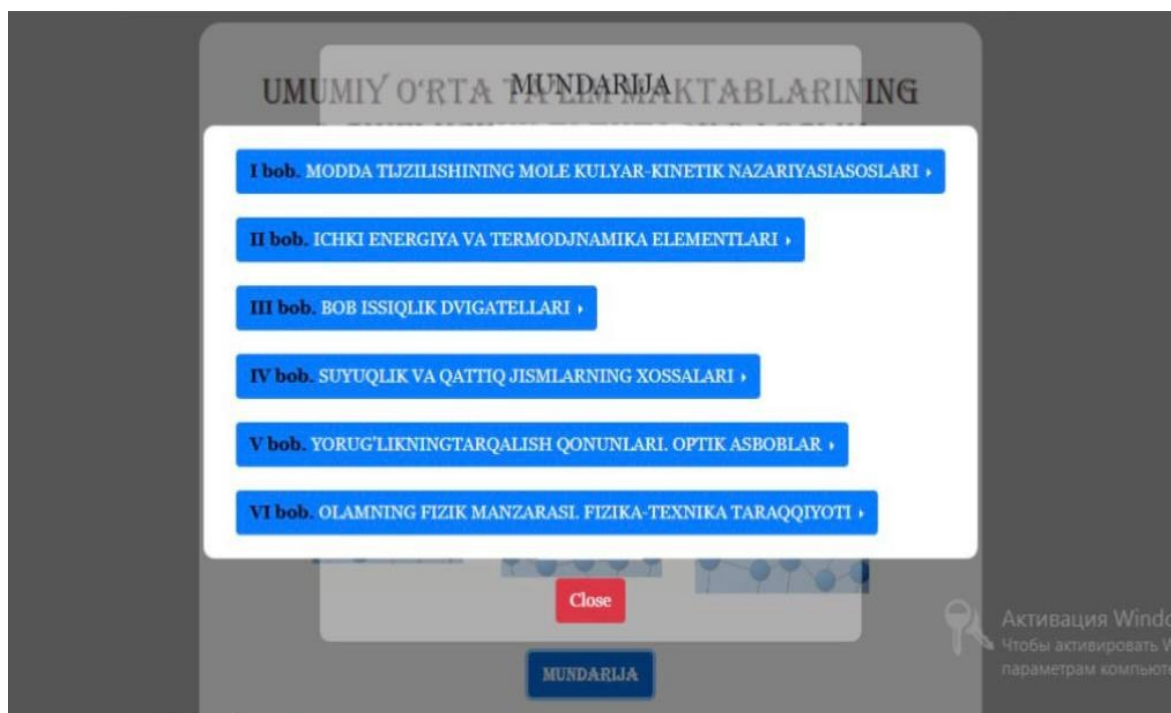 MUNDARIJA
UMUMIY O‘RTA TA'LIM MAKTABLARINING
I bob. MODDA TIJZILISHINING MOLE KULYAR-KINETIK NAZARIYASIASOSLARI
II bob. ICHKI ENERGIYA VA TERMODJNAMIKA ELEMENTLARI
III bob. BOB ISSIQLIK DVIGATELLARI
IV bob. SUYUQLIK VA QATTIQ JISMLARNING XOSSALARI
V bob. YORUG'LIKNINGTARQALISH QONUNLARI. OPTIK ASBOBLAR
VI bob. OLAMNING FIZIK MANZARASI. FIZIKA-TEXNIKA TARAQQIYOTI
Close
MUNDARIJA
Активация Windo
Чтобы активировать W
параметрам компьюте